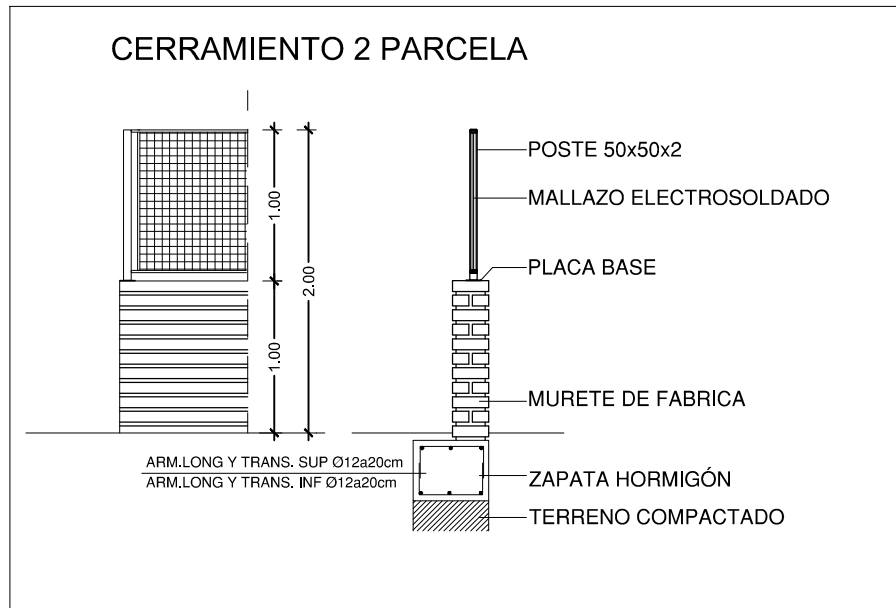 CERRAMIENTO 2 PARCELA
POSTE 50x50x2
MALLAZO ELECTROSOLDADO
1.00
2.00
PLACA BASE
1.00
MURETE DE FABRICA
ARM.LONG Y TRANS. SUP Ø12a20cm
ARM.LONG Y TRANS. INF Ø12a20cm
ZAPATA HORMIGÓN
TERRENO COMPACTADO